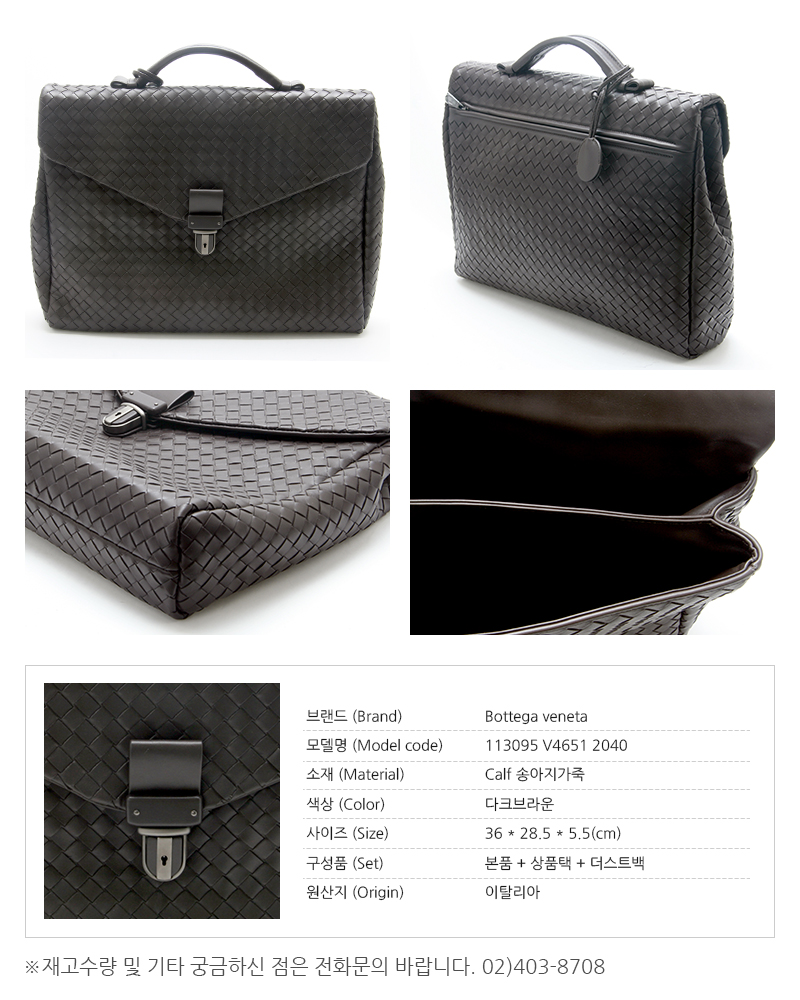 브랜드 (Brand) Bottega veneta
모델명 (Model code) 113095 V4651 2040
소재 (Material) Calf 송아지가죽
색상 (Color) 다크브라운
사이즈 (Size) 36 * 28.5 * 5.5(cm)
구성품 (Set) 본품 + 상품택 + 더스트백
원산지 (Origin) 이탈리아
※재고수량 및 기타 궁금하신 점은 전화문의 바랍니다. 02)403-8708